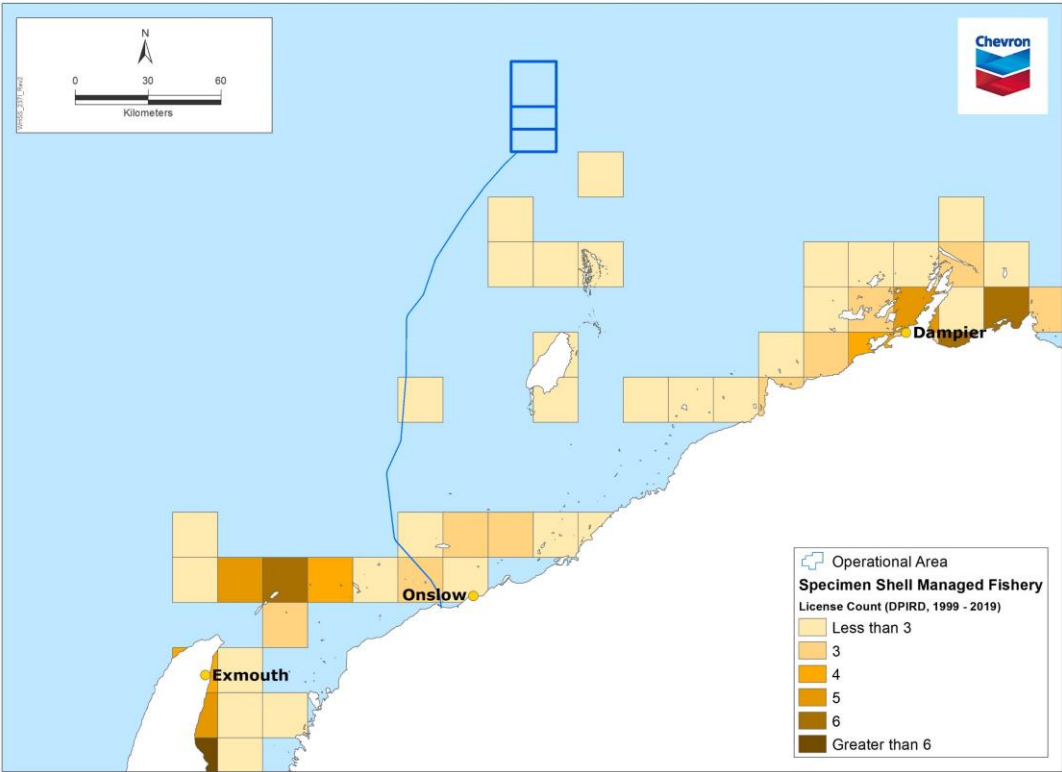 N
0 30 60
Kilometers
WHSS_2371_Rev2
Chevron
Dampier
Onslow
Exmouth
Operational Area
Specimen Shell Managed Fishery
License Count (DPIRD, 1999 - 2019)
Less than 3
3
4
5
6
Greater than 6